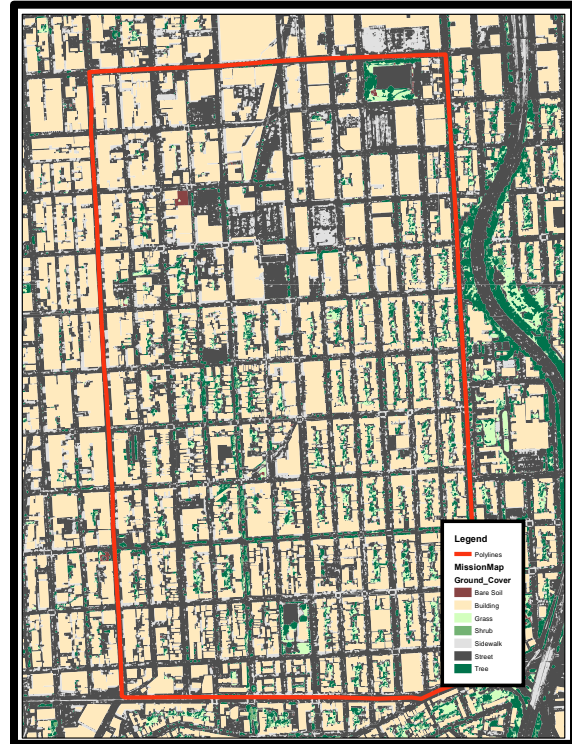 Legend
Polylines
MissionMap
Ground_Cover
Bare Soil
Building
Grass
Shrub
Sidewalk
Street
Tree